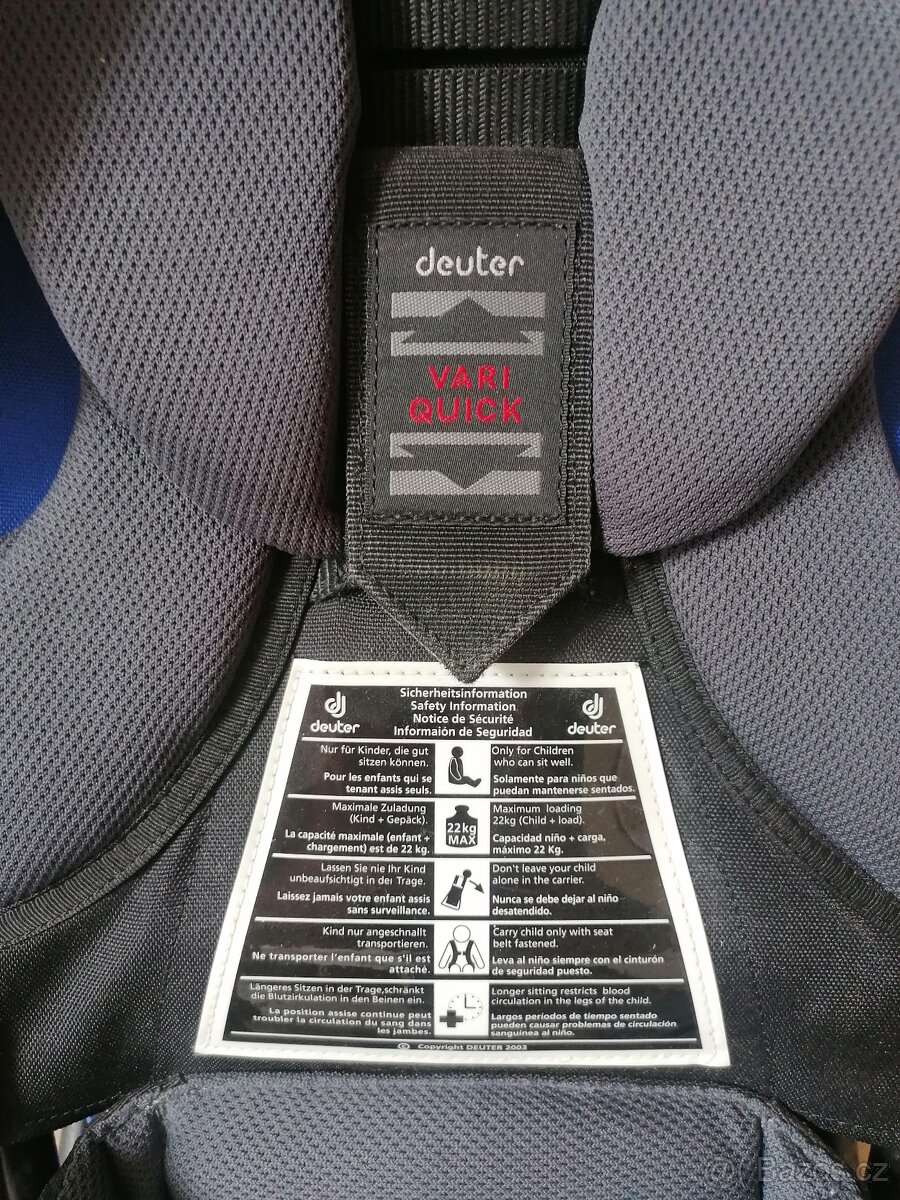 deuter
VARI
QUICK
Sicherheitsinformation
Safety Information
Notice de Sécurité
Informaión de Seguridad
deuter
deuter
Nur für Kinder, die gut
sitzen können.
Pour les enfants qui se
tenant assis seuls.
Only for Children
who can sit well.
Solamente para niños que
puedan mantenerse sentados.
Maximale Zuladung
(Kind + Gepäck).
La capacité maximale (enfant +
chargement) est de 22 kg.
22kg
MAX
Maximum loading
22kg (Child + load).
Capacidad niño + carga,
máximo 22 Kg.
Lassen Sie nie Ihr Kind
unbeaufsichtigt in der Trage.
Laissez jamais votre enfant assis
sans surveillance.
Don't leave your child
alone in the carrier.
Nunca se debe dejar al niño
desatendido.
Kind nur angeschnallt
transportieren.
Ne transporter l'enfant que s'il est
attaché.
Carry child only with seat
belt fastened.
Leva al niño siempre con el cinturón
de seguridad puesto.
Längeres Sitzen in der Trage,schränkt
die Blutzirkulation in den Beinen ein.
La position assise continue peut
troubler la circulation du sang dans
les jambes.
Longer sitting restricts blood
circulation in the legs of the child.
Largos periodos de tiempo sentado
pueden causar problemas de circulación
sanguínea al niño.
© Copyright DEUTER 2003
Bazos.cz